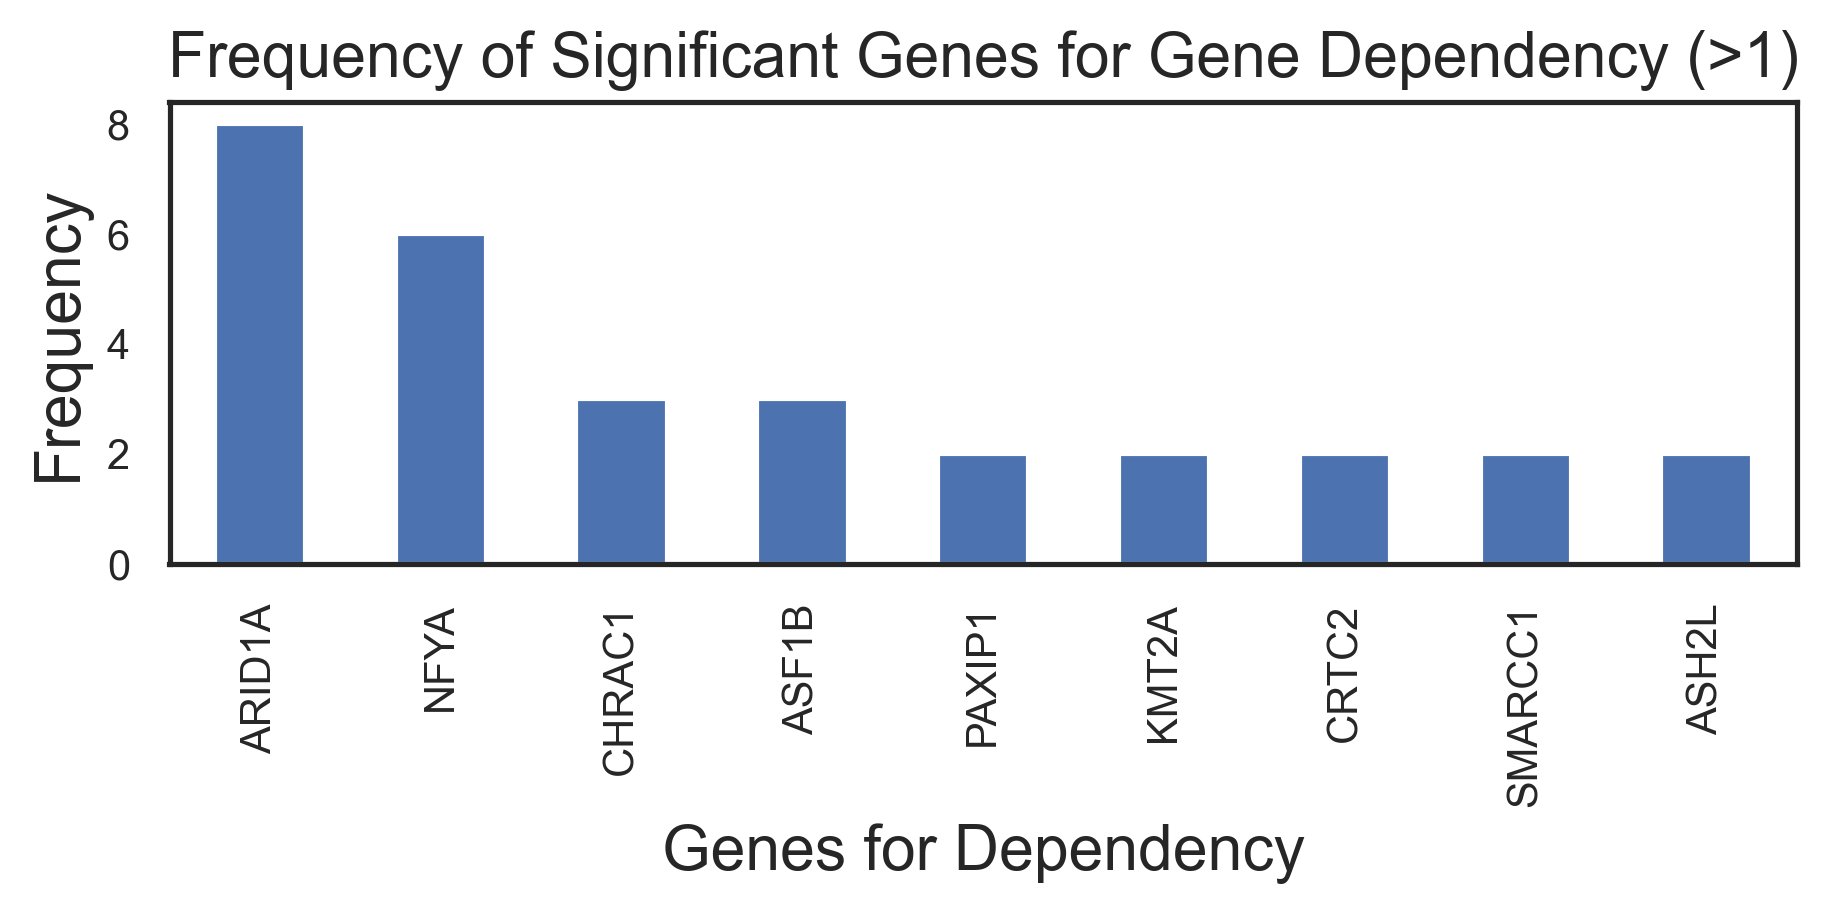 Frequency of Significant Genes for Gene Dependency (>1)
Frequency
8
6
4
2
0
ARID1A
NFYA
CHRAC1
ASF1B
PAXIP1
KMT2A
CRTC2
SMARCC1
ASH2L
Genes for Dependency